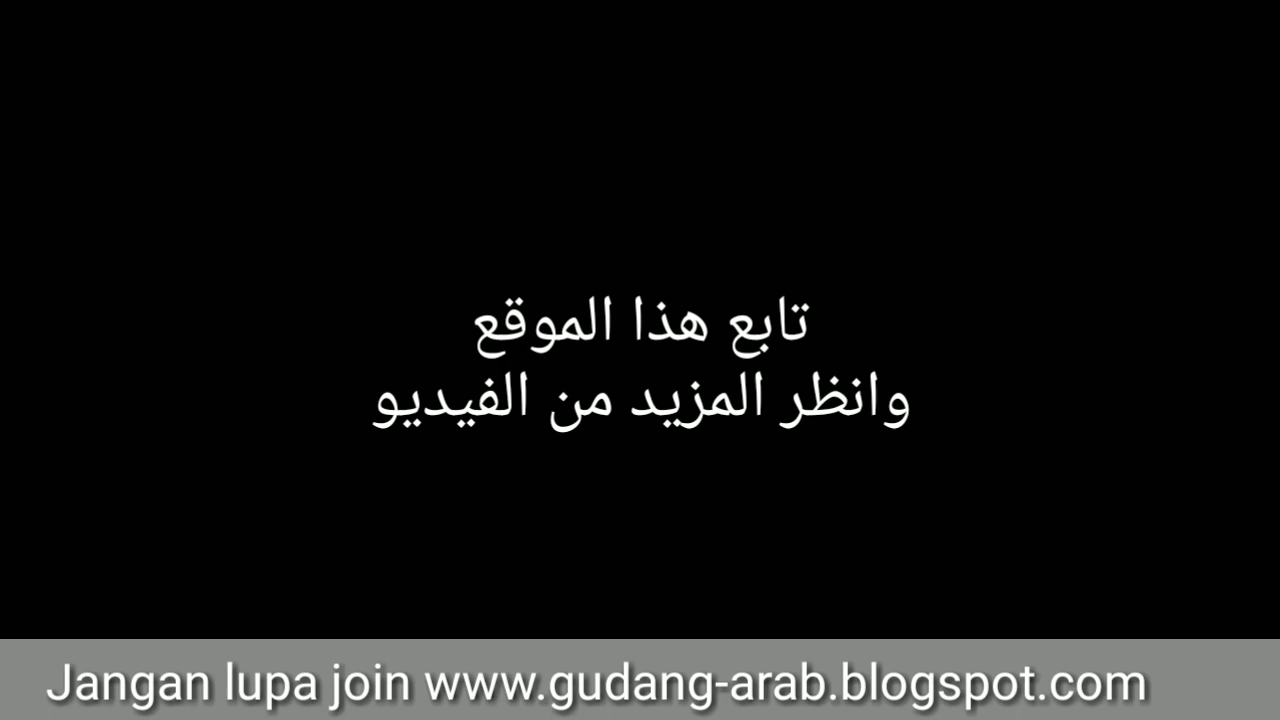 تابع هذا الموقع
وانظر المزيد من الفيديو
Jangan lupa join www.gudang-arab.blogspot.com